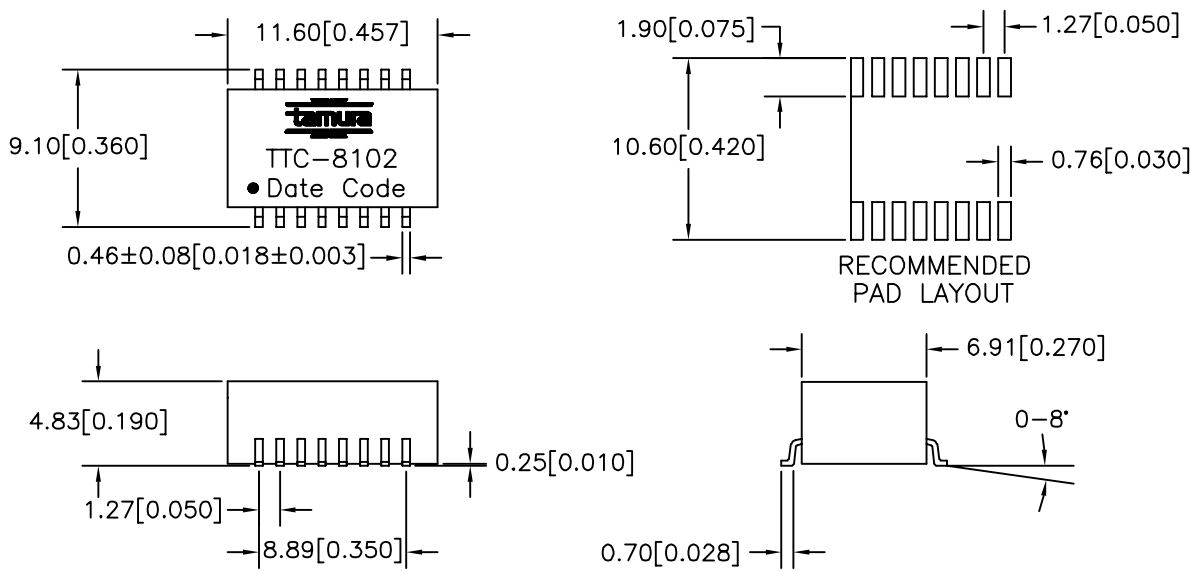 11.60[0.457]
9.10[0.360]
tamura
TTC-8102
Date Code
0.46±0.08[0.018±0.003]
1.90[0.075]
1.27[0.050]
10.60[0.420]
0.76[0.030]
RECOMMENDED
PAD LAYOUT
4.83[0.190]
0.25[0.010]
1.27[0.050]
8.89[0.350]
6.91[0.270]
0-8°
0.70[0.028]